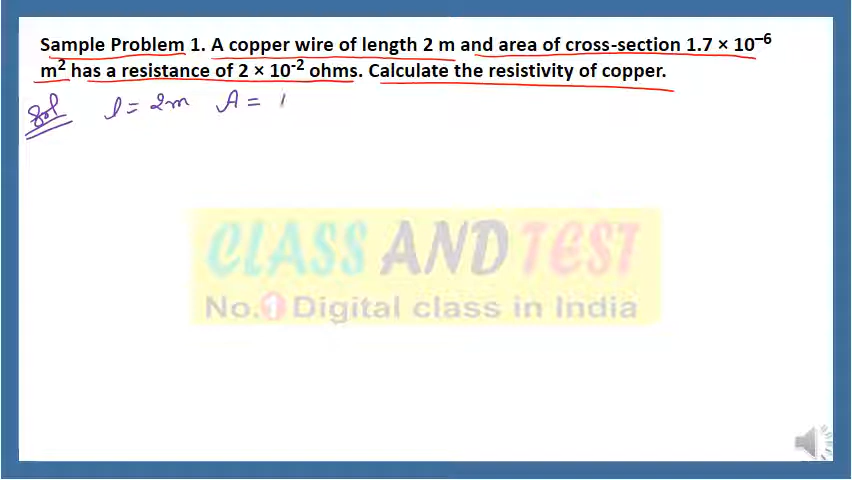 Sample Problem 1. A copper wire of length 2 m and area of cross-section 1.7 × 10⁻⁶
m² has a resistance of 2 × 10⁻² ohms. Calculate the resistivity of copper.
Sol l = 2m A = 1
CLASS AND TEST
No.1 Digital class in India